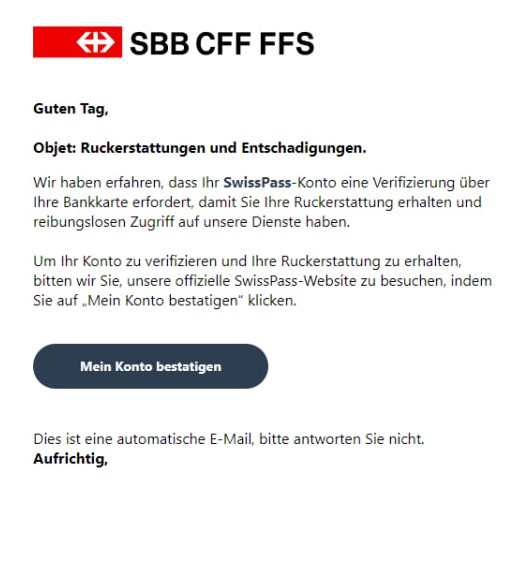 SBB CFF FFS
Guten Tag,
Objet: Ruckerstattungen und Entschadigungen.
Wir haben erfahren, dass Ihr SwissPass-Konto eine Verifizierung über
Ihre Bankkarte erfordert, damit Sie Ihre Ruckerstattung erhalten und
reibungslosen Zugriff auf unsere Dienste haben.
Um Ihr Konto zu verifizieren und Ihre Ruckerstattung zu erhalten,
bitten wir Sie, unsere offizielle SwissPass-Website zu besuchen, indem
Sie auf „Mein Konto bestatigen“ klicken.
Mein Konto bestatigen
Dies ist eine automatische E-Mail, bitte antworten Sie nicht.
Aufrichtig,